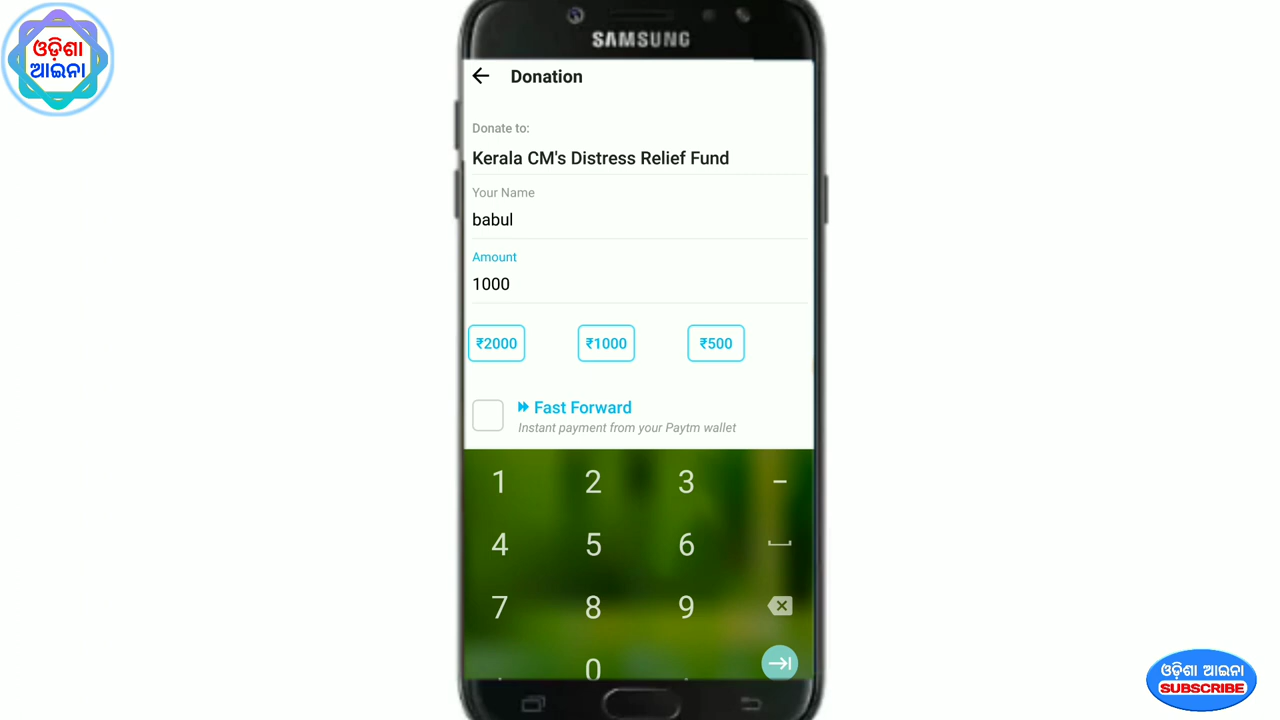 ଓଡ଼ିଶା
ଆଇନା
SAMSUNG
Donation
Donate to:
Kerala CM's Distress Relief Fund
Your Name
babul
Amount
1000
₹2000 ₹1000 ₹500
Fast Forward
Instant payment from your Paytm wallet
1 2 3 -
4 5 6
7 8 9
0
ଓଡ଼ିଶା ଆଇନା
SUBSCRIBE